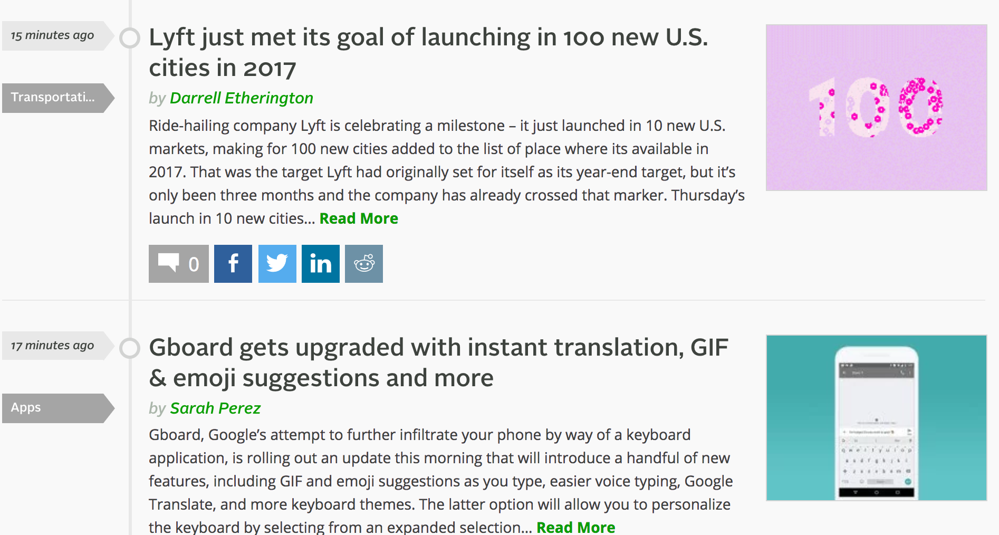 15 minutes ago
Lyft just met its goal of launching in 100 new U.S.
cities in 2017
Transportati...
by Darrell Etherington
Ride-hailing company Lyft is celebrating a milestone – it just launched in 10 new U.S.
markets, making for 100 new cities added to the list of place where its available in
2017. That was the target Lyft had originally set for itself as its year-end target, but it’s
only been three months and the company has already crossed that marker. Thursday’s
launch in 10 new cities... Read More
100
0
f
in
17 minutes ago
Gboard gets upgraded with instant translation, GIF
& emoji suggestions and more
Apps
by Sarah Perez
Gboard, Google’s attempt to further infiltrate your phone by way of a keyboard
application, is rolling out an update this morning that will introduce a handful of new
features, including GIF and emoji suggestions as you type, easier voice typing, Google
Translate, and more keyboard themes. The latter option will allow you to personalize
the keyboard by selecting from an expanded selection... Read More
q w e r t y u i o p
a s d f g h j k l
z x c v b n m